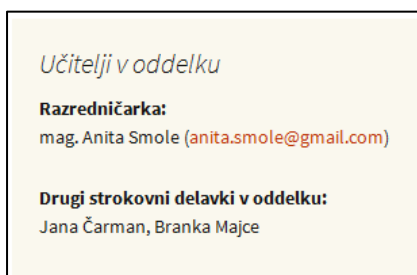 Učitelji v oddelku
Razredničarka:
mag. Anita Smole (anita.smole@gmail.com)
Drugi strokovni delavki v oddelku:
Jana Čarman, Branka Majce